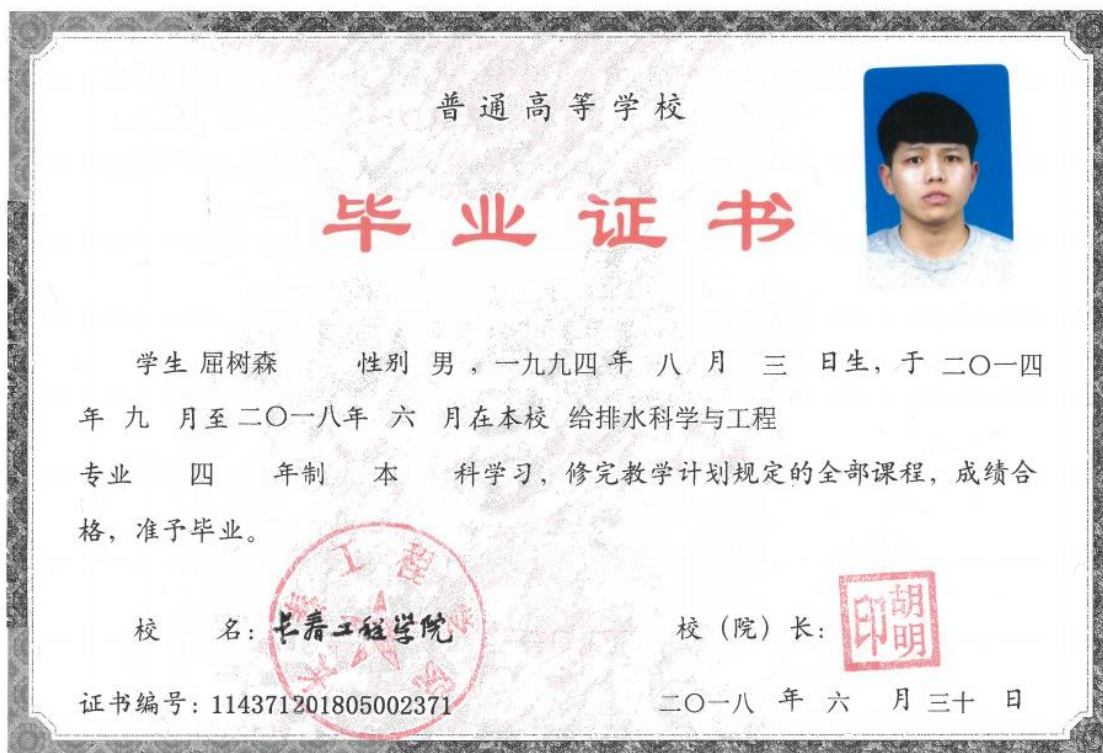 普通高等学校
毕业证书
学生 屈树森 性别 男 ，一九九四 年 八 月 三 日生，于 二〇一四
年 九 月至 二〇一八年 六 月在本校 给排水科学与工程
专业 四 年制 本 科学习，修完教学计划规定的全部课程，成绩合
格，准予毕业。
长春工程学院
校 名：长春工程学院
校（院）长：
胡明印
证书编号：114371201805002371
二〇一八 年 六 月 三十 日